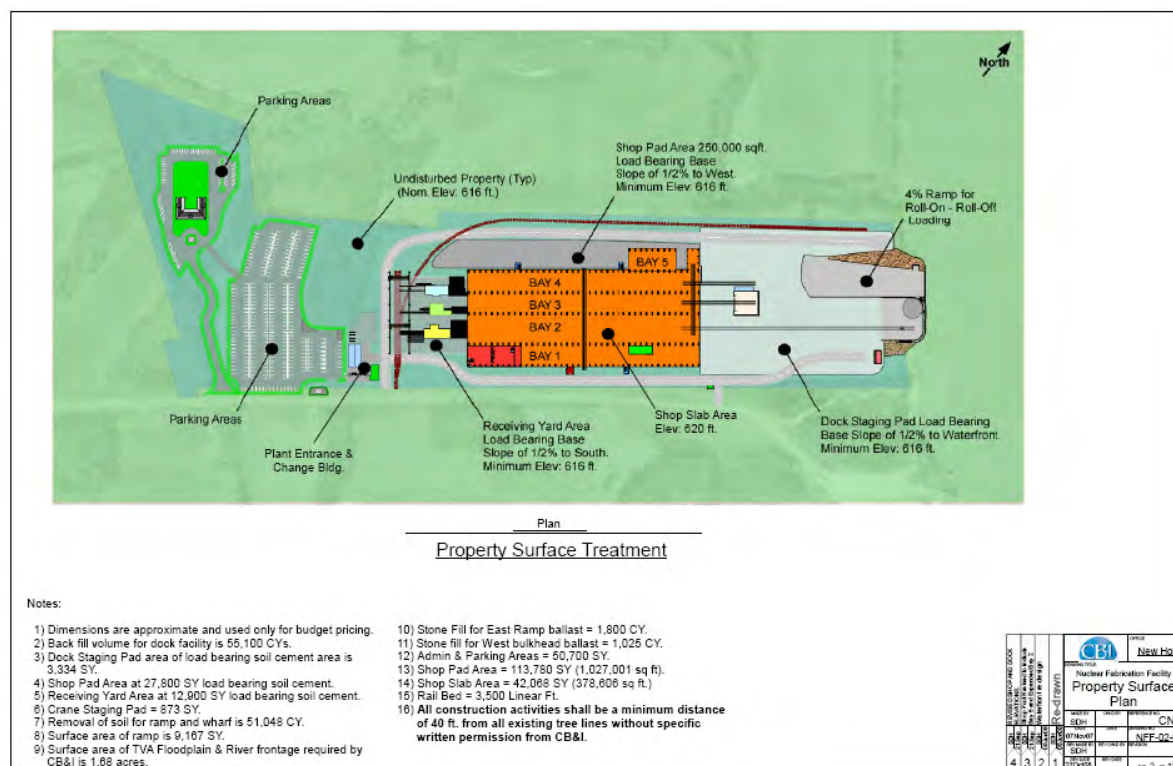 North
Parking Areas
Shop Pad Area 250,000 sqft.
Load Bearing Base
Slope of 1/2% to West.
Minimum Elev: 616 ft.
Undisturbed Property (Typ)
(Nom. Elev: 616 ft.)
4% Ramp for
Roll-On - Roll-Off
Loading
BAY 5
BAY 4
BAY 3
BAY 2
BAY 1
Parking Areas
Plant Entrance &
Change Bldg.
Receiving Yard Area
Load Bearing Base
Slope of 1/2% to South.
Minimum Elev: 616 ft.
Shop Slab Area
Elev: 620 ft.
Dock Staging Pad Load Bearing
Base Slope of 1/2% to Waterfront.
Minimum Elev: 616 ft.
Plan
Property Surface Treatment
Notes:
1) Dimensions are approximate and used only for budget pricing.
2) Back fill volume for dock facility is 55,100 CYs.
3) Dock Staging Pad area of load bearing soil cement area is
3,334 SY.
4) Shop Pad Area at 27,800 SY load bearing soil cement.
5) Receiving Yard Area at 12,900 SY load bearing soil cement.
6) Crane Staging Pad = 873 SY.
7) Removal of soil for ramp and wharf is 51,048 CY.
8) Surface area of ramp is 9,167 SY.
9) Surface area of TVA Floodplain & River frontage required by
CB&I is 1.68 acres.
10) Stone Fill for East Ramp ballast = 1,800 CY.
11) Stone fill for West bulkhead ballast = 1,025 CY.
12) Admin & Parking Areas = 50,700 SY.
13) Shop Pad Area = 113,780 SY (1,027,001 sq ft).
14) Shop Slab Area = 42,068 SY (378,606 sq ft.)
15) Rail Bed = 3,500 Linear Ft.
16) All construction activities shall be a minimum distance
of 40 ft. from all existing tree lines without specific
written permission from CB&I.
CBI
New Ho
Nuclear Fabrication Facility
Property Surface
Plan
SDH
CN
07Nov07
NFF-02-
SDH
4 3 2 1
Re-drawn